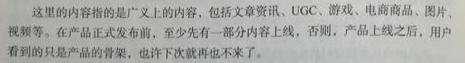 这里的内容指的是广义上的内容，包括文章资讯、UGC、游戏、电商商品、图片、
视频等。在产品正式发布前，至少先有一部分内容上线，否则，产品上线之后，用户
看到的只是产品的骨架，也许下次就再也不来了。